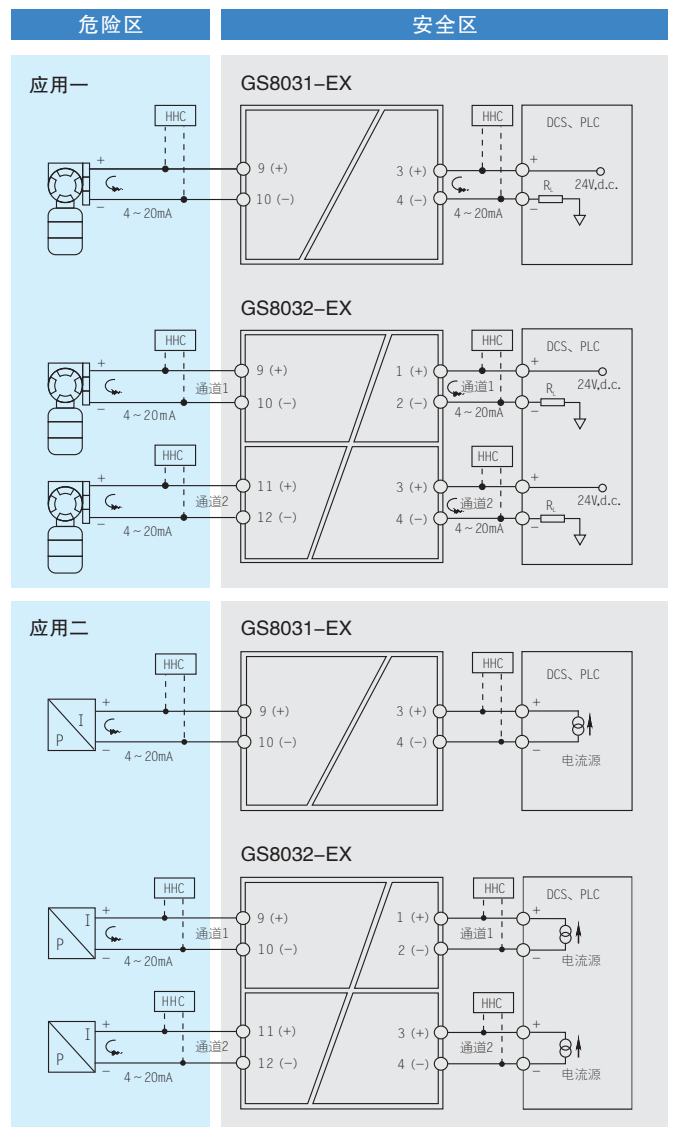 危险区
安全区
应用一
GS8031-EX
HHC
HHC
DCS、PLC
+
9 (+)
3 (+)
+
24V.d.c.
10 (−)
4 (−)
RL
−
4~20mA
4~20mA
−
GS8032-EX
HHC
HHC
DCS、PLC
+
9 (+)
1 (+)
+
24V.d.c.
通道1
10 (−)
2 (−)
通道1
RL
−
4~20mA
4~20mA
−
HHC
HHC
+
11 (+)
3 (+)
+
24V.d.c.
通道2
12 (−)
4 (−)
通道2
RL
−
4~20mA
4~20mA
−
应用二
GS8031-EX
HHC
HHC
DCS、PLC
I
P
+
9 (+)
3 (+)
+
10 (−)
4 (−)
−
4~20mA
−
电流源
GS8032-EX
HHC
HHC
DCS、PLC
I
P
+
9 (+)
1 (+)
+
通道1
10 (−)
2 (−)
通道1
−
4~20mA
−
电流源
HHC
HHC
I
P
+
11 (+)
3 (+)
+
通道2
12 (−)
4 (−)
通道2
−
4~20mA
−
电流源